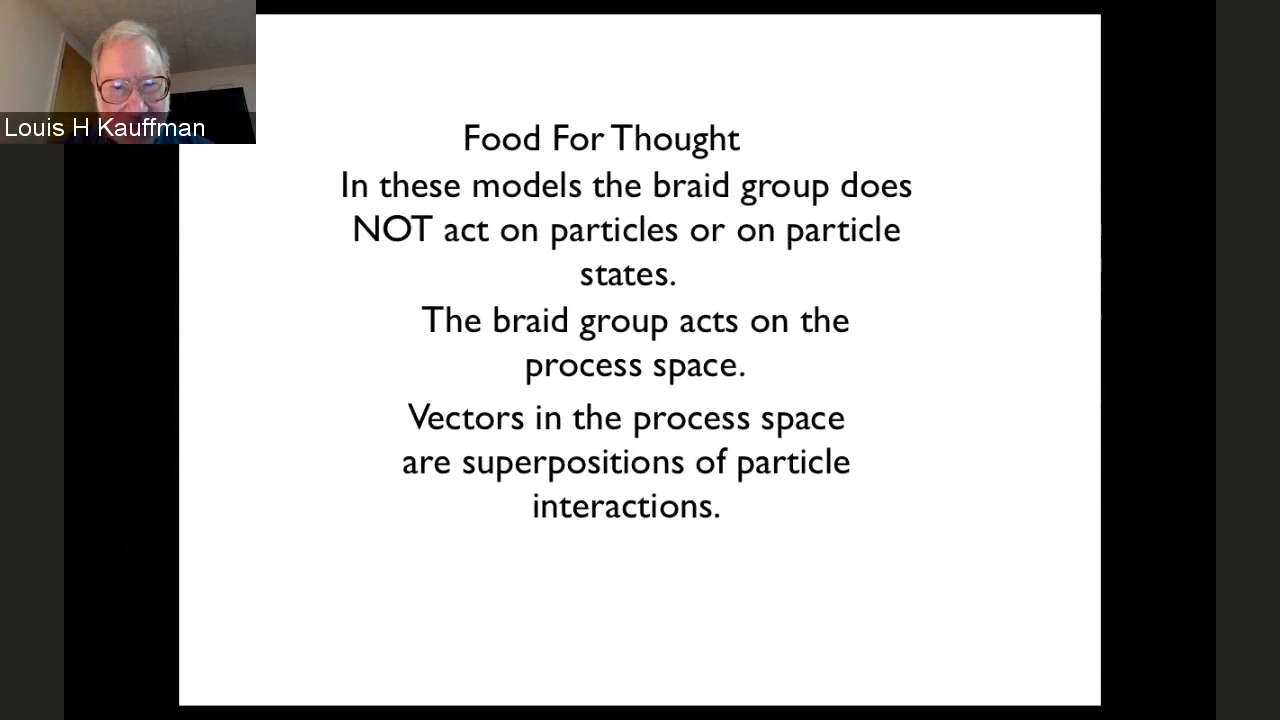 Louis H Kauffman
Food For Thought
In these models the braid group does
NOT act on particles or on particle
states.
The braid group acts on the
process space.
Vectors in the process space
are superpositions of particle
interactions.